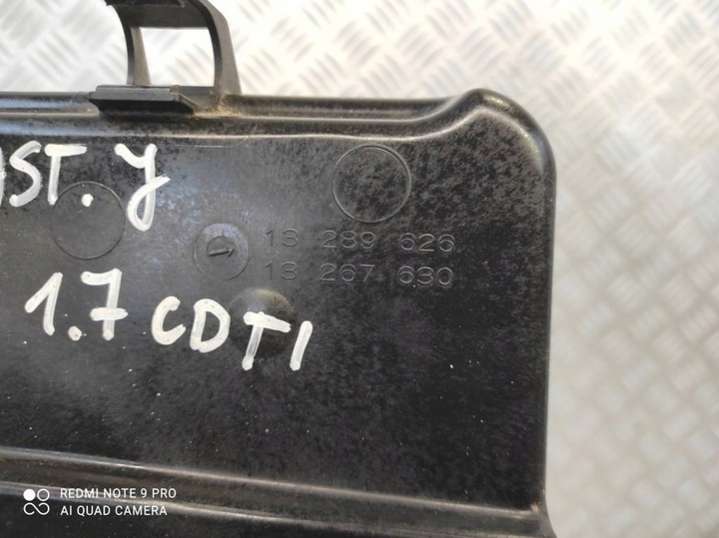 AST. J
13 289 626
13 267 630
1.7 CDTI
REDMI NOTE 9 PRO
AI QUAD CAMERA